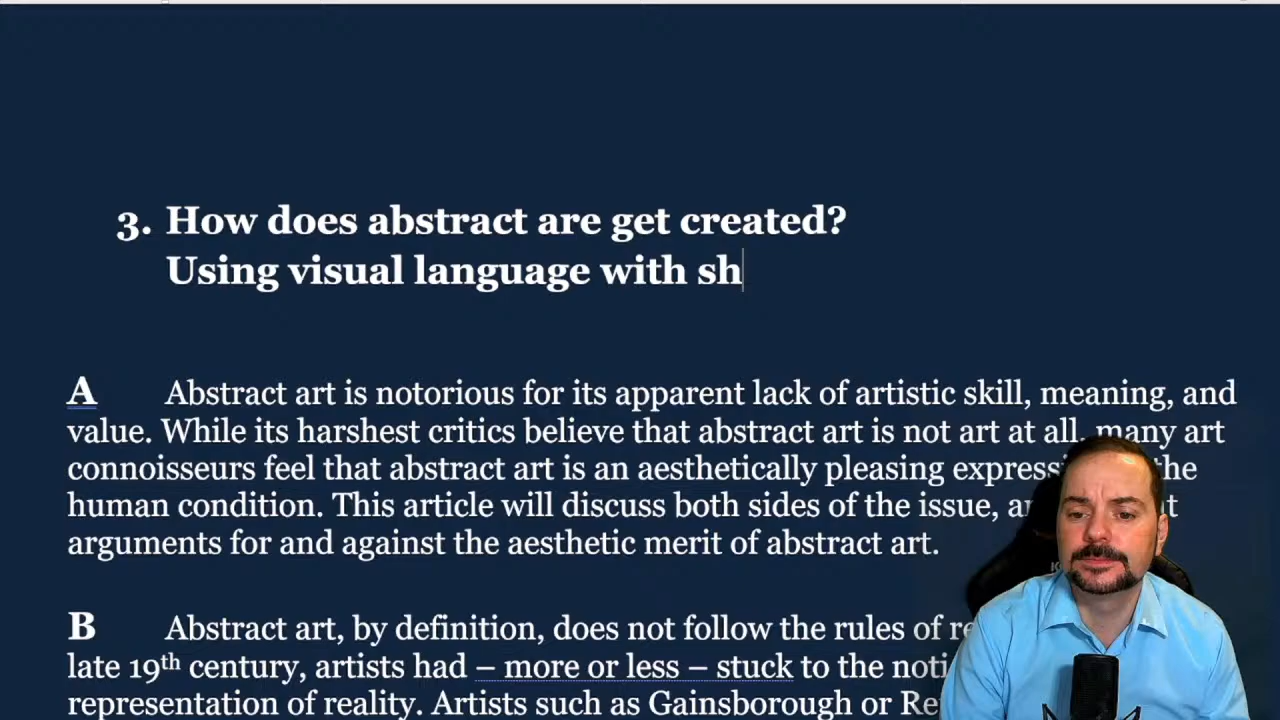 3. How does abstract are get created?
Using visual language with sh
A Abstract art is notorious for its apparent lack of artistic skill, meaning, and
value. While its harshest critics believe that abstract art is not art at all, many art
connoisseurs feel that abstract art is an aesthetically pleasing the
human condition. This article will discuss both sides of the issue,
arguments for and against the aesthetic merit of abstract art.
B Abstract art, by definition, does not follow the rules of
late 19th century, artists had – more or less – stuck to the
representation of reality. Artists such as Gainsborough or